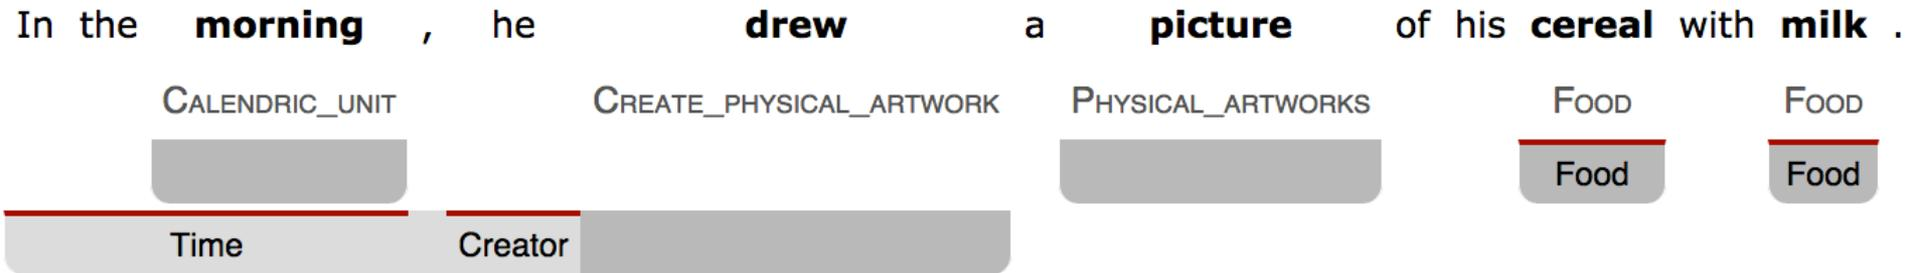 In the morning , he drew a picture of his cereal with milk .
CALENDRIC_UNIT CREATE_PHYSICAL_ARTWORK PHYSICAL_ARTWORKS FOOD FOOD
Food Food
Time Creator